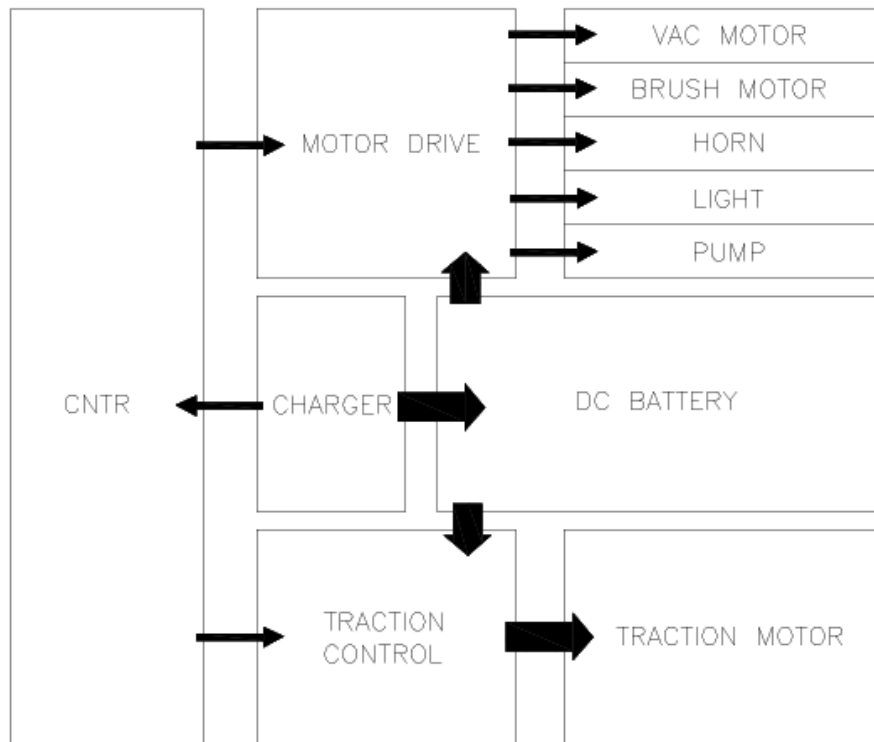 VAC MOTOR
BRUSH MOTOR
MOTOR DRIVE
HORN
LIGHT
PUMP
CNTR
CHARGER
DC BATTERY
TRACTION
CONTROL
TRACTION MOTOR